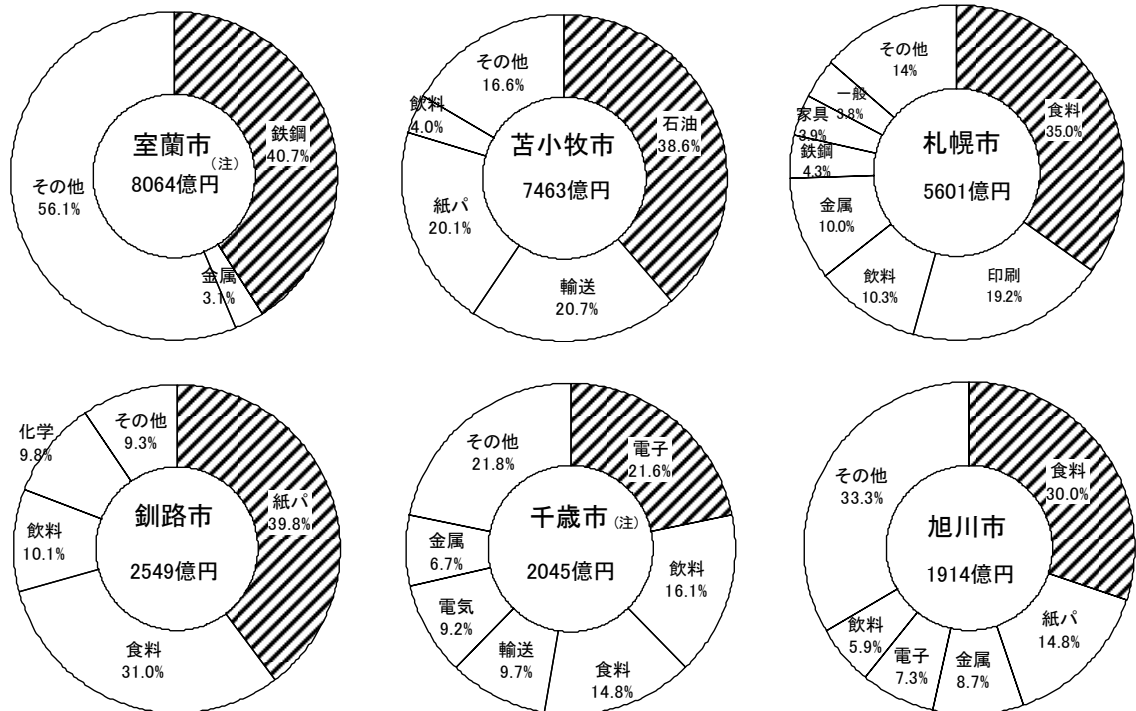 室蘭市
(注)
8064億円
鉄鋼
40.7%
金属
3.1%
その他
56.1%
苫小牧市
7463億円
石油
38.6%
輸送
20.7%
紙パ
20.1%
飲料
4.0%
その他
16.6%
札幌市
5601億円
食料
35.0%
印刷
19.2%
飲料
10.3%
金属
10.0%
鉄鋼
4.3%
家具
3.9%
一般
3.8%
その他
14%
釧路市
2549億円
紙パ
39.8%
食料
31.0%
飲料
10.1%
化学
9.8%
その他
9.3%
千歳市(注)
2045億円
電子
21.6%
飲料
16.1%
食料
14.8%
輸送
9.7%
電気
9.2%
金属
6.7%
その他
21.8%
旭川市
1914億円
食料
30.0%
紙パ
14.8%
金属
8.7%
電子
7.3%
飲料
5.9%
その他
33.3%